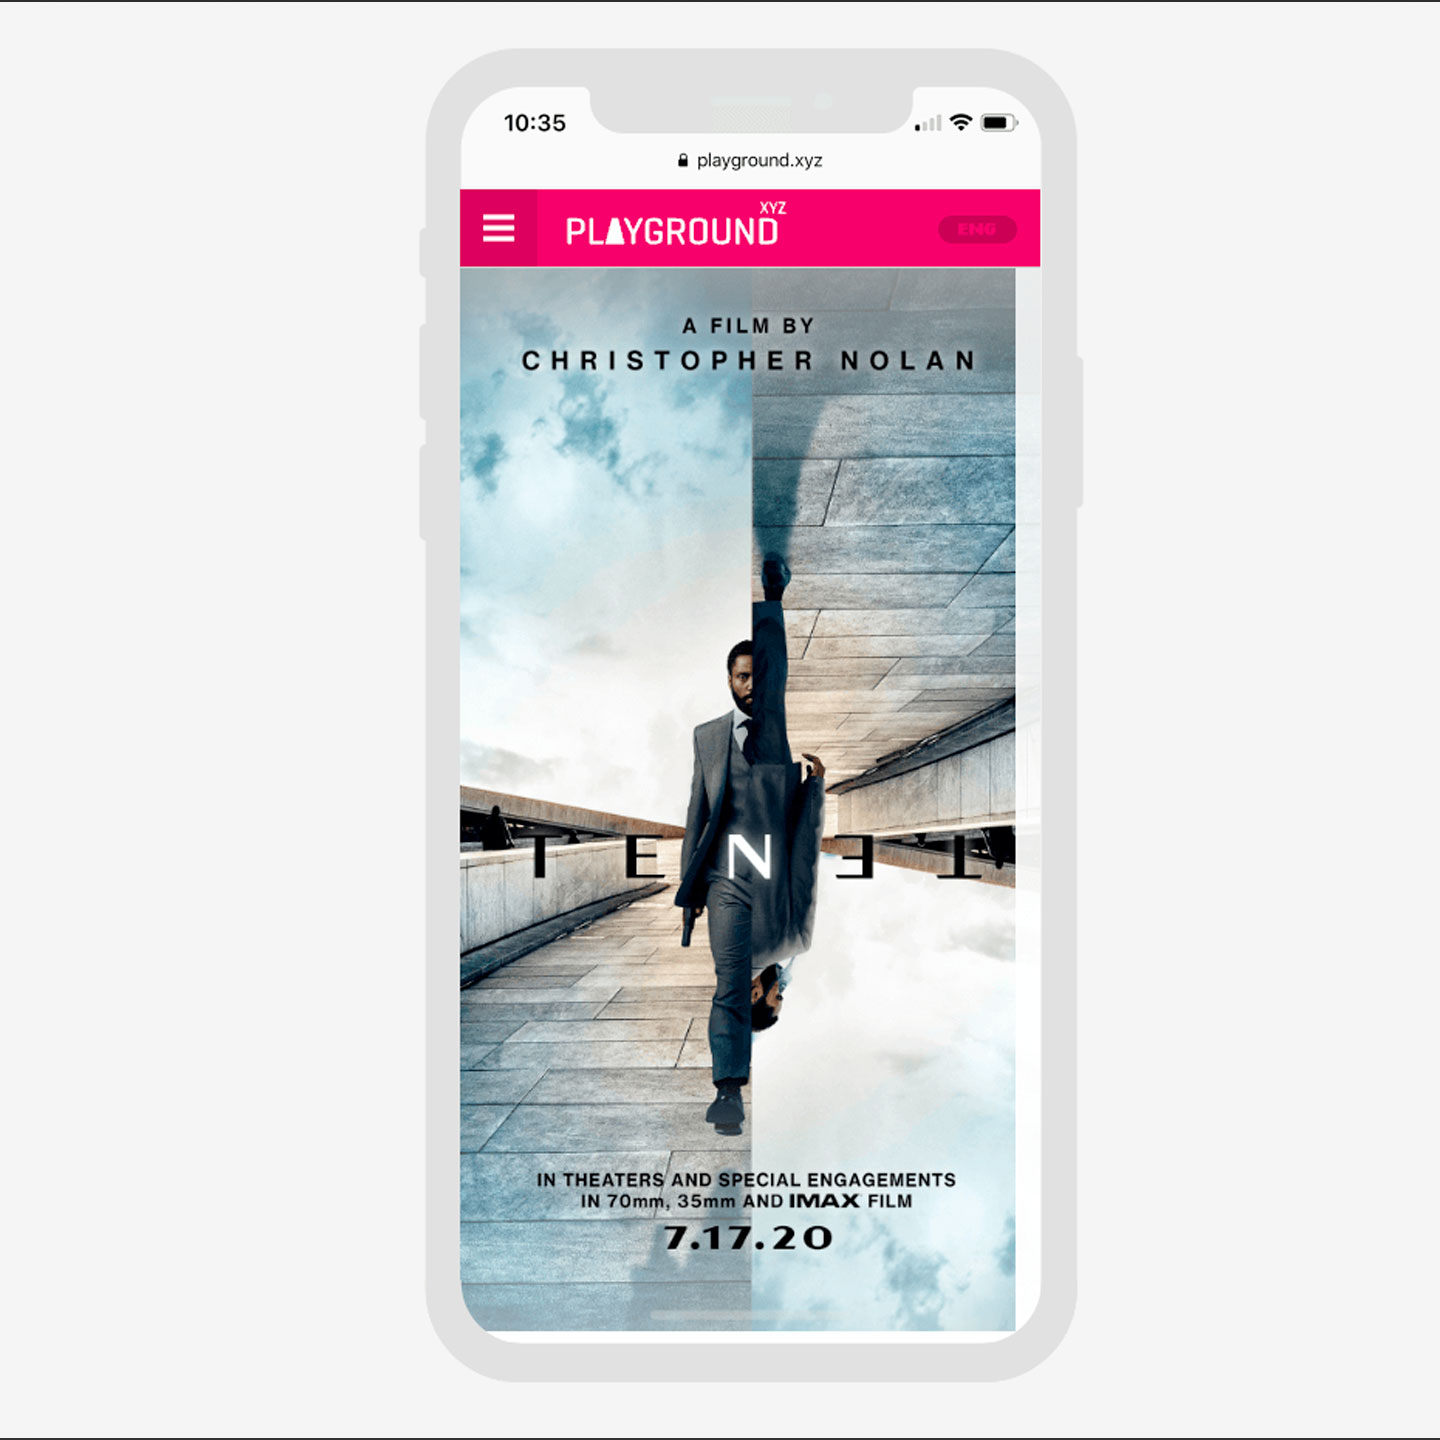 10:35
playground.xyz
PLAYGROUND XYZ
ENG
A FILM BY
CHRISTOPHER NOLAN
TENET
IN THEATERS AND SPECIAL ENGAGEMENTS
IN 70mm, 35mm AND IMAX FILM
7.17.20